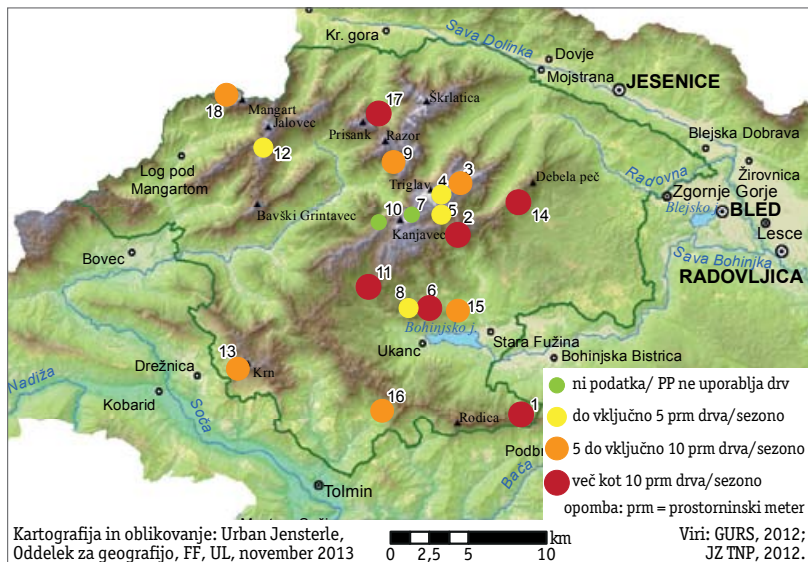 Kr. gora
Sava Dolinka
Dovje
Mojstrana
JESENICE
18
Mangart
Jalovec
17
Škrlatica
Prisank
Razor
Blejska Dobrava
12
9
Log pod
Mangartom
3
4
Triglav
Debela peč
Radovna
Žirovnica
Zgornje Gorje
Bavški Grintavec
10
7
5
2
14
Kanjavec
Blejsko j.
BLED
Lesce
Bovec
Sava Bohinjka
RADOVLJICA
11
8
6
15
Bohinjsko j.
Stara Fužina
Ukanc
Bohinjska Bistrica
13
Krn
Drežnica
Nadiža
Kobarid
Soča
16
Rodica
1
Podbr
Bača
Tolmin
ni podatka/ PP ne uporablja drv
do vključno 5 prm drva/sezono
5 do vključno 10 prm drva/sezono
več kot 10 prm drva/sezono
opomba: prm = prostorninski meter
Kartografija in oblikovanje: Urban Jensterle,
Oddelek za geografijo, FF, UL, november 2013
km
0 2,5 5 10
Viri: GURS, 2012;
JZ TNP, 2012.